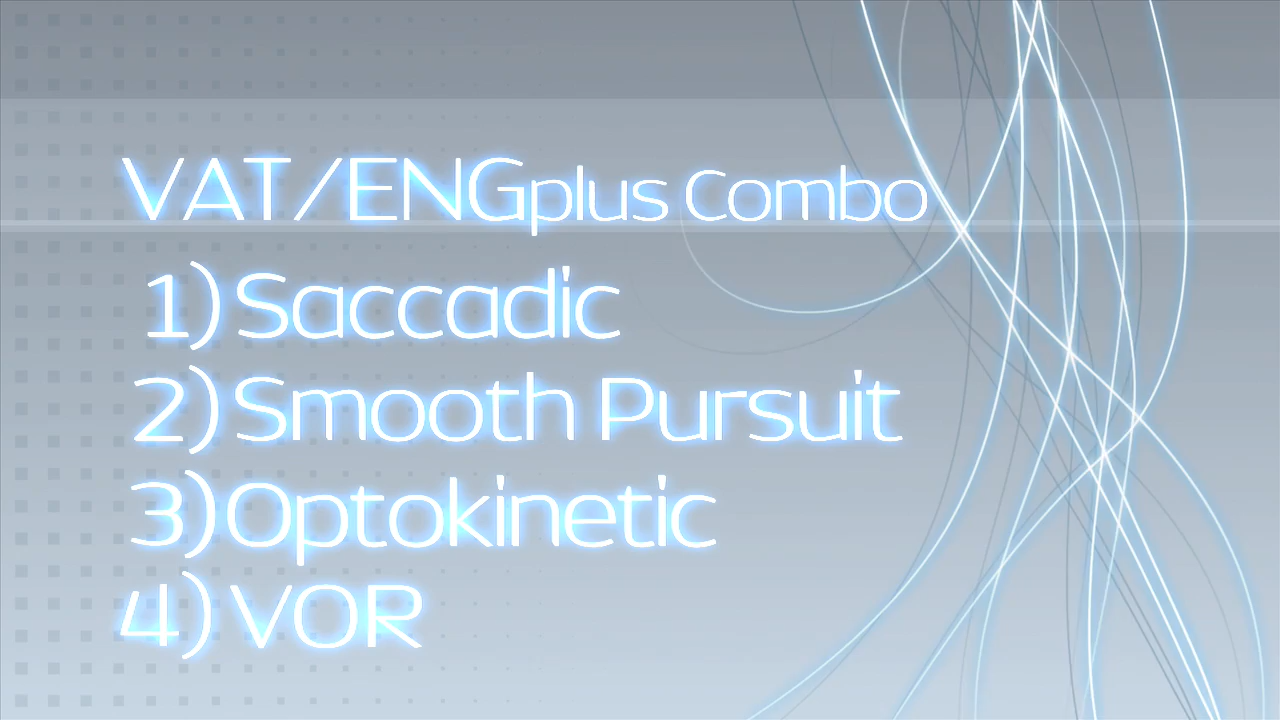 VAT/ENGplus Combo
1) Saccadic
2) Smooth Pursuit
3) Optokinetic
4) VOR